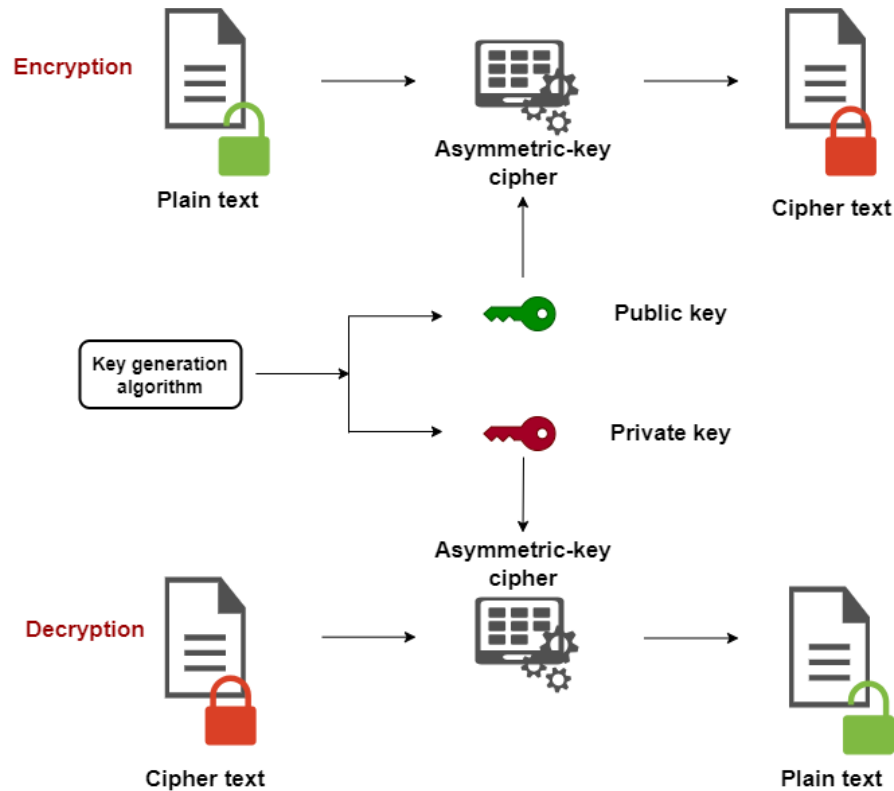 Encryption
Plain text
Asymmetric-key
cipher
Cipher text
Key generation
algorithm
Public key
Private key
Asymmetric-key
cipher
Decryption
Cipher text
Plain text